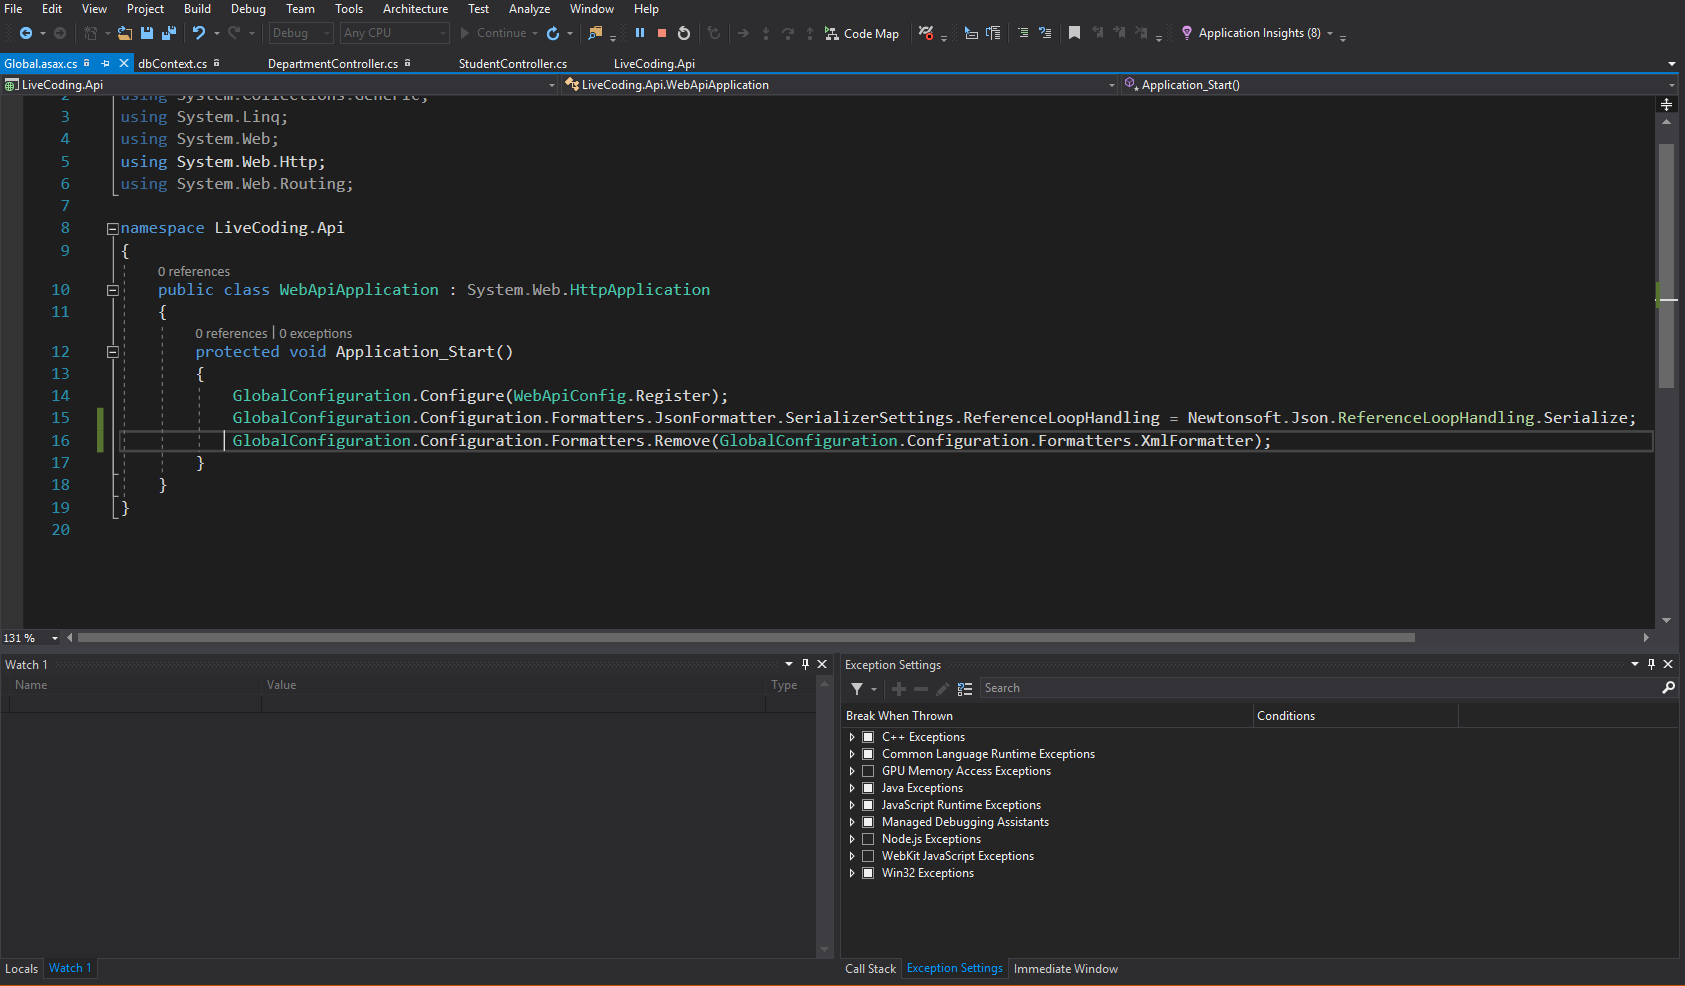 File Edit View Project Build Debug Team Tools Architecture Test Analyze Window Help
Debug Any CPU Continue Code Map Application Insights (8)
Global.asax.cs dbContext.cs DepartmentController.cs StudentController.cs LiveCoding.Api
LiveCoding.Api LiveCoding.Api.WebApiApplication Application_Start()
2 using System.Collections.Generic;
3 using System.Linq;
4 using System.Web;
5 using System.Web.Http;
6 using System.Web.Routing;
7
8 namespace LiveCoding.Api
9 {
0 references
10 public class WebApiApplication : System.Web.HttpApplication
11 {
0 references | 0 exceptions
12 protected void Application_Start()
13 {
14 GlobalConfiguration.Configure(WebApiConfig.Register);
15 GlobalConfiguration.Configuration.Formatters.JsonFormatter.SerializerSettings.ReferenceLoopHandling = Newtonsoft.Json.ReferenceLoopHandling.Serialize;
16 GlobalConfiguration.Configuration.Formatters.Remove(GlobalConfiguration.Configuration.Formatters.XmlFormatter);
17 }
18 }
19 }
20
131 %
Watch 1
Name Value Type
Locals Watch 1
Exception Settings
Search
Break When Thrown Conditions
C++ Exceptions
Common Language Runtime Exceptions
GPU Memory Access Exceptions
Java Exceptions
JavaScript Runtime Exceptions
Managed Debugging Assistants
Node.js Exceptions
WebKit JavaScript Exceptions
Win32 Exceptions
Call Stack Exception Settings Immediate Window